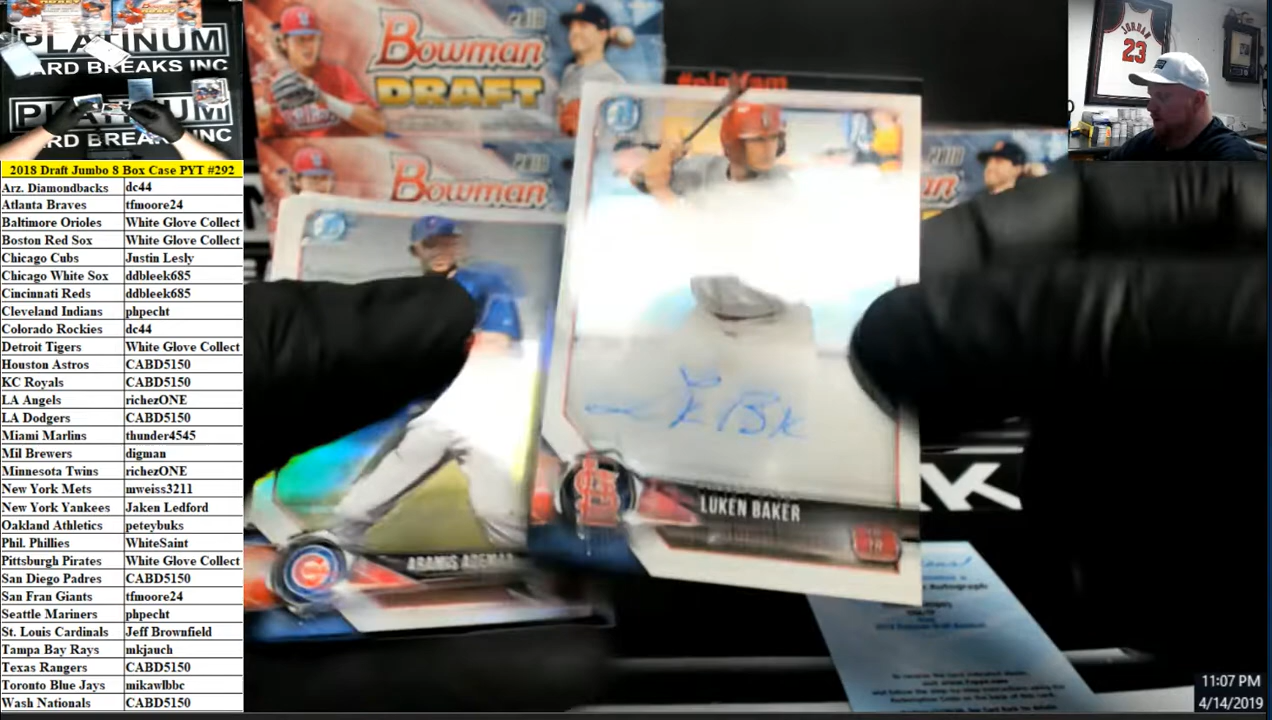 PLATINUM
ARD BREAKS INC
PLATINUM
ARD BREA INC
2018 Draft Jumbo 8 Box Case PYT #292
Arz. Diamondbacks dc44
Atlanta Braves tfmoore24
Baltimore Orioles White Glove Collect
Boston Red Sox White Glove Collect
Chicago Cubs Justin Lesly
Chicago White Sox ddbleek685
Cincinnati Reds ddbleek685
Cleveland Indians phpecht
Colorado Rockies dc44
Detroit Tigers White Glove Collect
Houston Astros CABD5150
KC Royals CABD5150
LA Angels richezONE
LA Dodgers CABD5150
Miami Marlins thunder4545
Mil Brewers digman
Minnesota Twins richezONE
New York Mets mweiss3211
New York Yankees Jaken Ledford
Oakland Athletics peteybuks
Phil. Phillies WhiteSaint
Pittsburgh Pirates White Glove Collect
San Diego Padres CABD5150
San Fran Giants tfmoore24
Seattle Mariners phpecht
St. Louis Cardinals Jeff Brownfield
Tampa Bay Rays mkjauch
Texas Rangers CABD5150
Toronto Blue Jays mikawlbbc
Wash Nationals CABD5150
2018
Bowman
DRAFT
2018
Bowman
2018
Bowman
LUKEN BAKER
JORDAN
23
Autograph
11:07 PM
4/14/2019